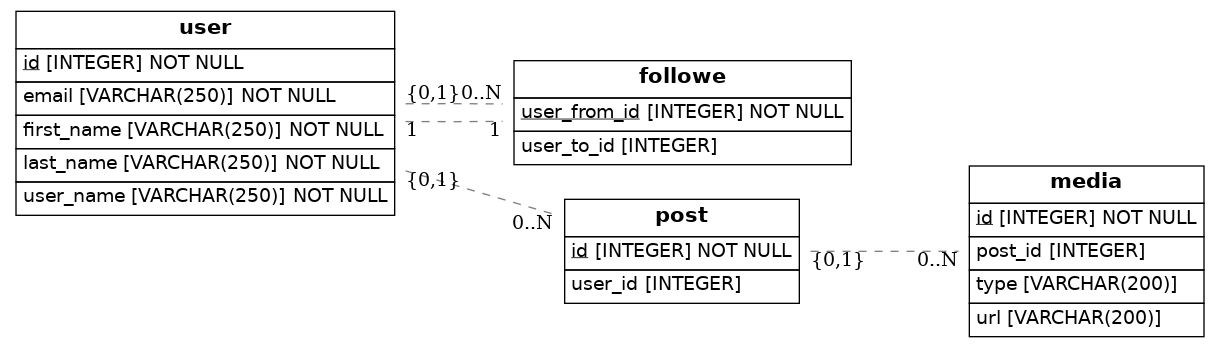 user
id [INTEGER] NOT NULL
email [VARCHAR(250)] NOT NULL
first_name [VARCHAR(250)] NOT NULL
last_name [VARCHAR(250)] NOT NULL
user_name [VARCHAR(250)] NOT NULL
{0,1} 0..N
1 1
{0,1}
0..N
followe
user_from_id [INTEGER] NOT NULL
user_to_id [INTEGER]
post
id [INTEGER] NOT NULL
user_id [INTEGER]
{0,1} 0..N
media
id [INTEGER] NOT NULL
post_id [INTEGER]
type [VARCHAR(200)]
url [VARCHAR(200)]